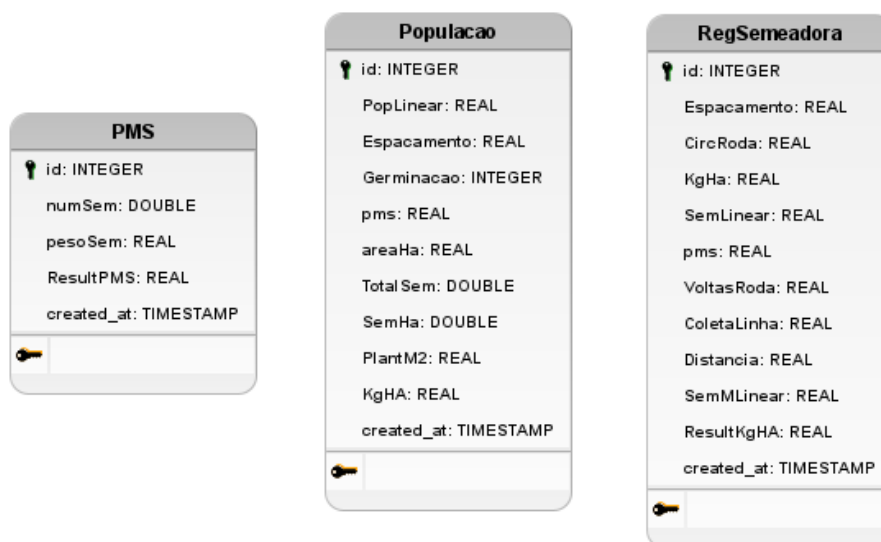 PMS
id: INTEGER
numSem: DOUBLE
pesoSem: REAL
ResultPMS: REAL
created_at: TIMESTAMP
Populacao
id: INTEGER
PopLinear: REAL
Espacamento: REAL
Germinacao: INTEGER
pms: REAL
areaHa: REAL
TotalSem: DOUBLE
SemHa: DOUBLE
PlantM2: REAL
KgHA: REAL
created_at: TIMESTAMP
RegSemeadora
id: INTEGER
Espacamento: REAL
CircRoda: REAL
KgHa: REAL
SemLinear: REAL
pms: REAL
VoltasRoda: REAL
ColetaLinha: REAL
Distancia: REAL
SemMLinear: REAL
ResultKgHA: REAL
created_at: TIMESTAMP